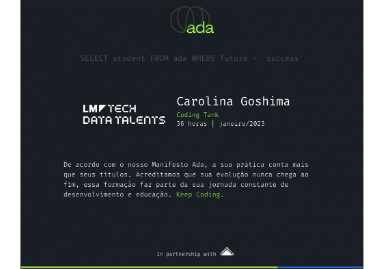 ada
SELECT student FROM ada WHERE future = 'success'
LM TECH
DATA TALENTS
Carolina Goshima
Coding Tank
36 horas | janeiro/2023
De acordo com o nosso Manifesto Ada, a sua prática conta mais
que seus títulos. Acreditamos que sua evolução nunca chega ao
fim, essa formação faz parte da sua jornada constante de
desenvolvimento e educação. Keep Coding.
In partnership with